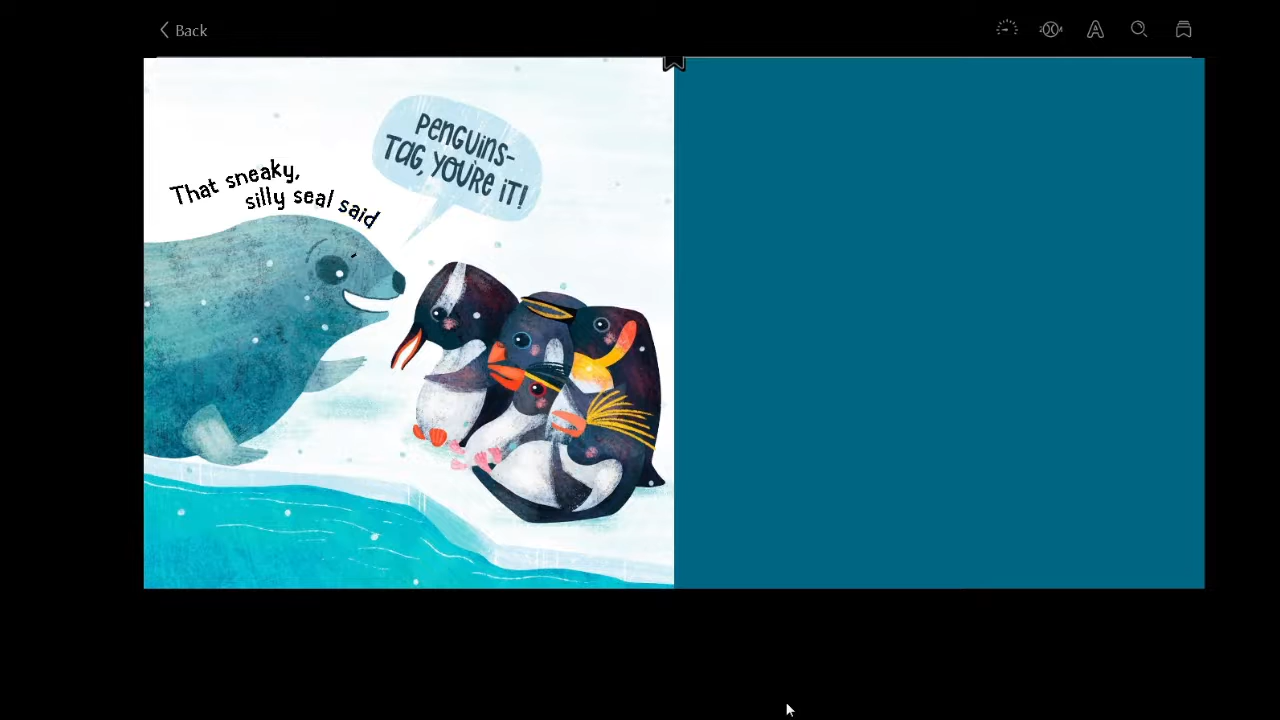 Back
That sneaky,
silly seal said
PENGUINS-
TAG, YOU'RE IT!